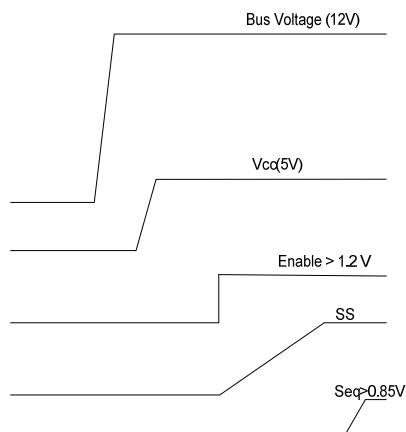 Bus Voltage (12V)
Vcc(5V)
Enable > 1.2 V
SS
Seq>0.85V